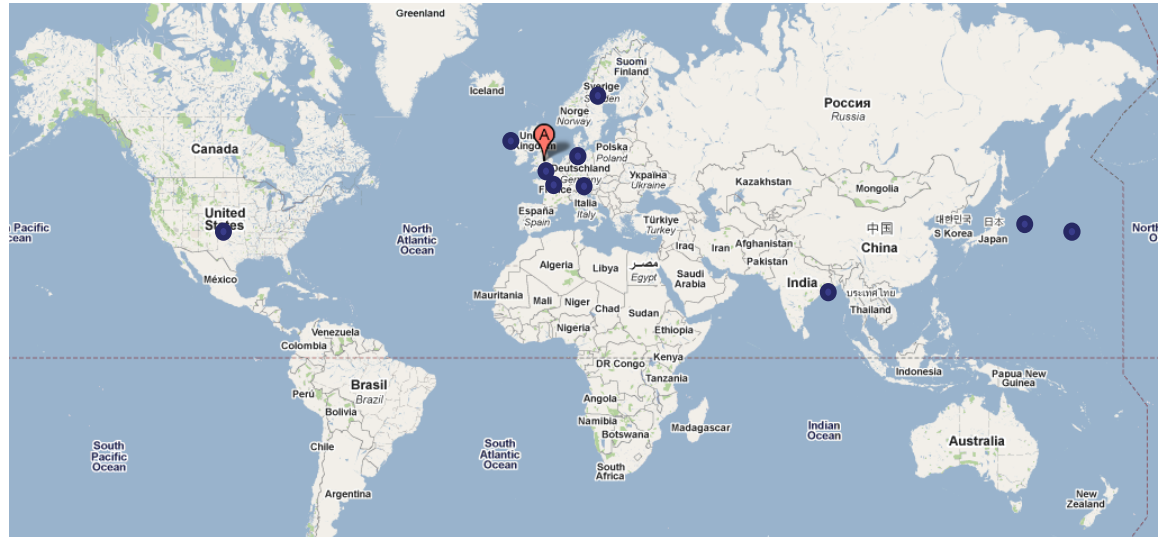 Greenland
Iceland
Suomi
Finland
Sverige
Sweden
Norge
Norway
Россия
Russia
Canada
United
Kingdom
A
Polska
Poland
Deutschland
Germany
Україна
Ukraine
Kazakhstan
Mongolia
France
Italia
Italy
España
Spain
Türkiye
Turkey
United
States
North
Atlantic
Ocean
n Pacific
cean
North
O
中国
China
대한민국
S Korea
日本
Japan
Iraq
Iran
Afghanistan
Pakistan
México
Algeria
Libya
مصر
Egypt
Saudi
Arabia
India
ประเทศไทย
Thailand
Mauritania
Mali
Niger
Chad
Sudan
Nigeria
Ethiopia
Venezuela
Colombia
DR Congo
Kenya
Tanzania
Indonesia
Papua New
Guinea
Perú
Brasil
Brazil
Bolivia
Angola
Namibia
Botswana
Madagascar
Indian
Ocean
Australia
South
Pacific
Ocean
Chile
South
Atlantic
Ocean
South
Africa
Argentina
New
Zealand